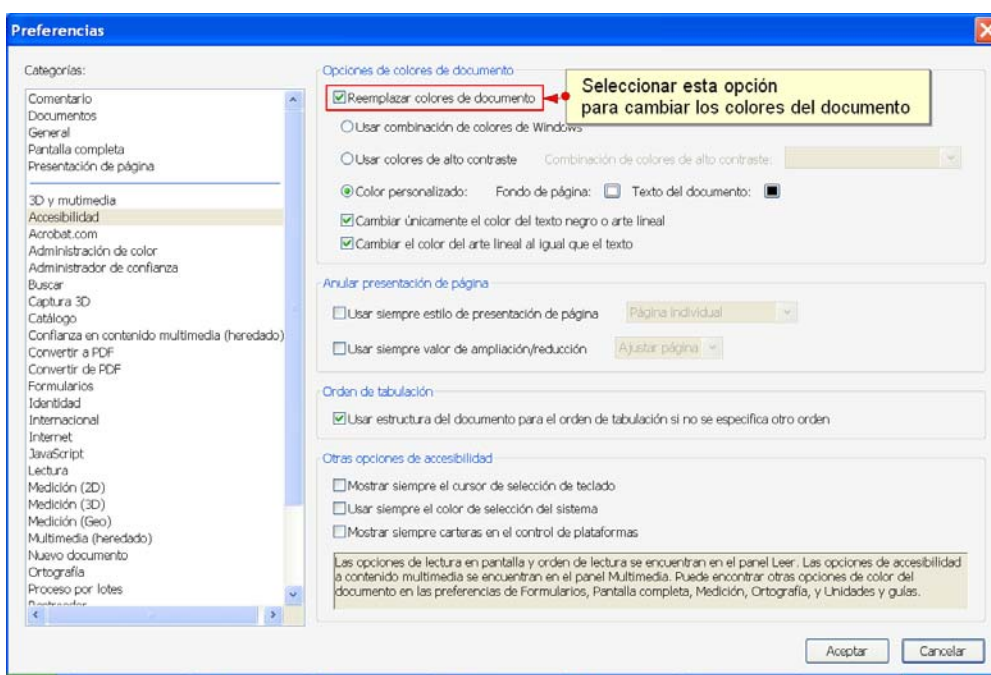 Preferencias
Categorías:
Comentario
Documentos
General
Pantalla completa
Presentación de página
3D y mutimedia
Accesibilidad
Acrobat.com
Administración de color
Administrador de confianza
Buscar
Captura 3D
Catálogo
Confianza en contenido multimedia (heredado)
Convertir a PDF
Convertir de PDF
Formularios
Identidad
Internacional
Internet
JavaScript
Lectura
Medición (2D)
Medición (3D)
Medición (Geo)
Multimedia (heredado)
Nuevo documento
Ortografía
Proceso por lotes
Opciones de colores de documento
Reemplazar colores de documento
Seleccionar esta opción
para cambiar los colores del documento
Usar combinación de colores de Windows
Usar colores de alto contraste Combinación de colores de alto contraste:
Color personalizado: Fondo de página: Texto del documento:
Cambiar únicamente el color del texto negro o arte lineal
Cambiar el color del arte lineal al igual que el texto
Anular presentación de página
Usar siempre estilo de presentación de página Página individual
Usar siempre valor de ampliación/reducción Ajustar página
Orden de tabulación
Usar estructura del documento para el orden de tabulación si no se especifica otro orden
Otras opciones de accesibilidad
Mostrar siempre el cursor de selección de teclado
Usar siempre el color de selección del sistema
Mostrar siempre carteras en el control de plataformas
Las opciones de lectura en pantalla y orden de lectura se encuentran en el panel Leer. Las opciones de accesibilidad
a contenido multimedia se encuentran en el panel Multimedia. Puede encontrar otras opciones de color del
documento en las preferencias de Formularios, Pantalla completa, Medición, Ortografía, y Unidades y guías.
Aceptar Cancelar